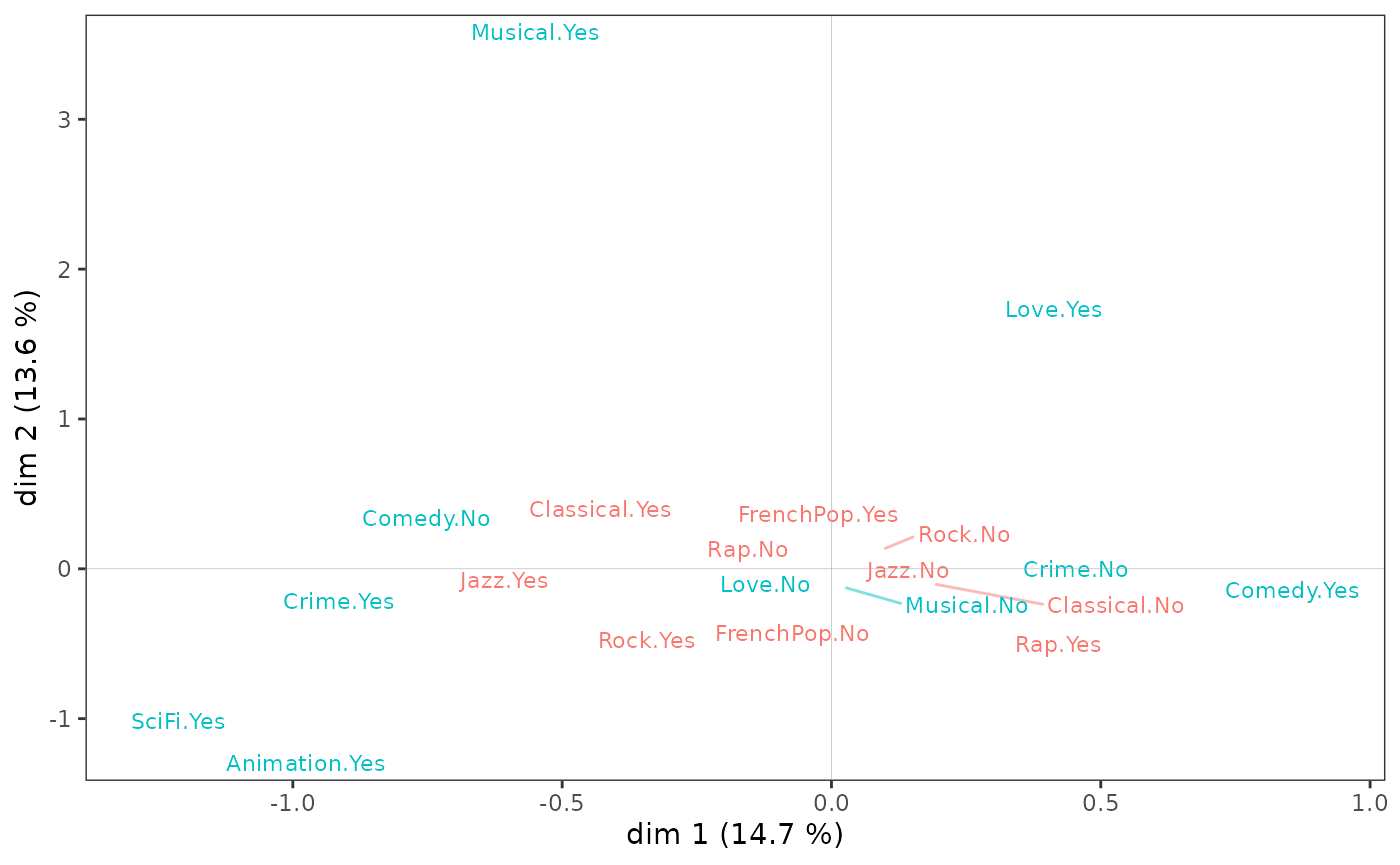 Musical.Yes
3
dim 2 (13.6 %)
2
Love.Yes
1
Classical.Yes
FrenchPop.Yes
Comedy.No
Rock.No
Rap.No
0
Jazz.No
Crime.No
Jazz.Yes
Love.No
Comedy.Yes
Crime.Yes
Musical.No
Classical.No
FrenchPop.No
Rock.Yes
Rap.Yes
-1
SciFi.Yes
Animation.Yes
-1.0
-0.5
0.0
0.5
1.0
dim 1 (14.7 %)